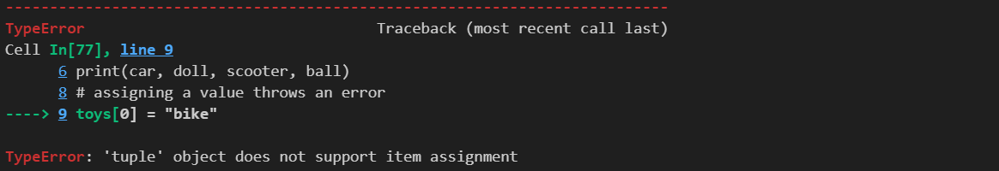 ---------------------------------------------------------------------------
TypeError                                 Traceback (most recent call last)
Cell In[77], line 9
      6 print(car, doll, scooter, ball)
      8 # assigning a value throws an error
----> 9 toys[0] = "bike"
TypeError: 'tuple' object does not support item assignment